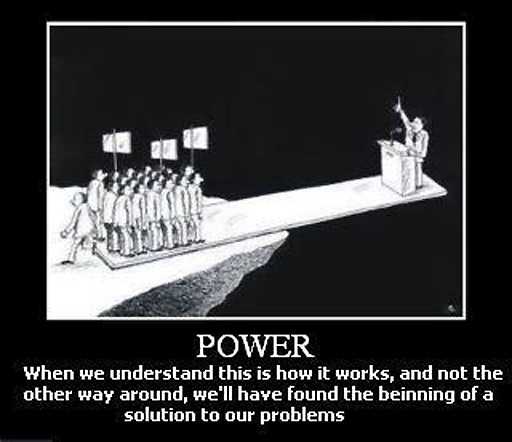 POWER
When we understand this is how it works, and not the
other way around, we'll have found the beinning of a
solution to our problems